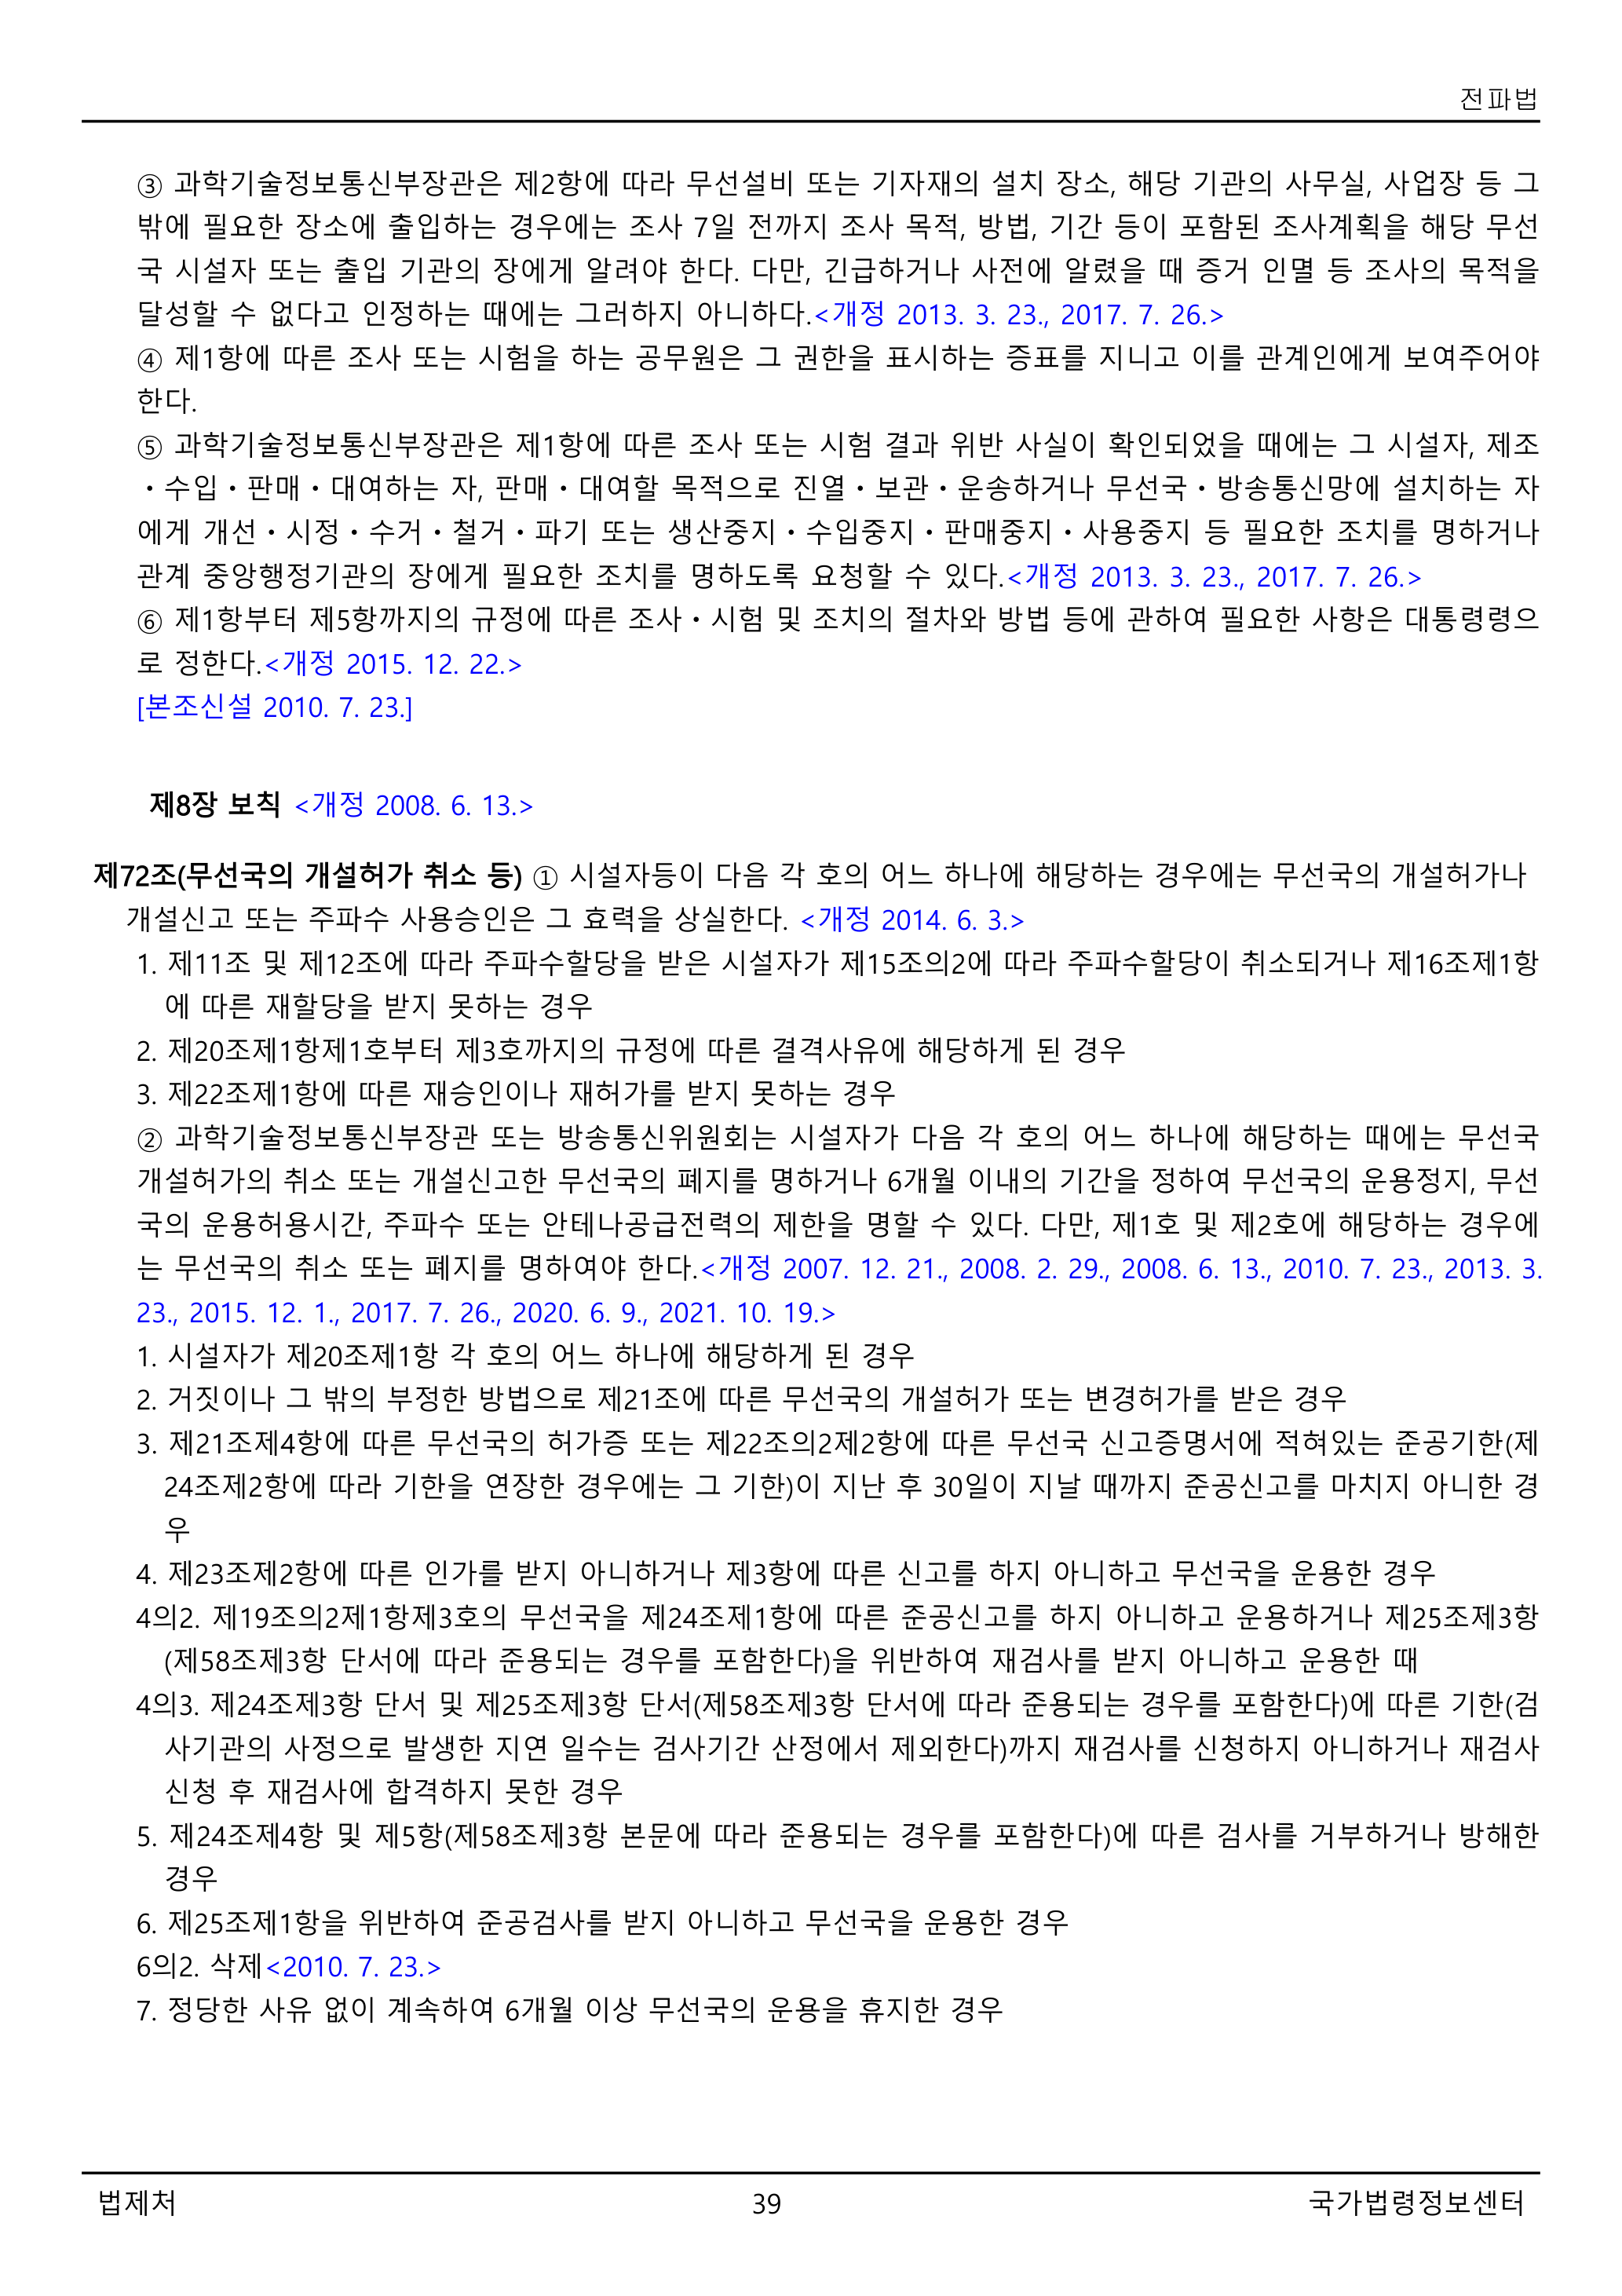 전파법
③ 과학기술정보통신부장관은 제2항에 따라 무선설비 또는 기자재의 설치 장소, 해당 기관의 사무실, 사업장 등 그
밖에 필요한 장소에 출입하는 경우에는 조사 7일 전까지 조사 목적, 방법, 기간 등이 포함된 조사계획을 해당 무선
국 시설자 또는 출입 기관의 장에게 알려야 한다. 다만, 긴급하거나 사전에 알렸을 때 증거 인멸 등 조사의 목적을
달성할 수 없다고 인정하는 때에는 그러하지 아니하다.<개정 2013. 3. 23., 2017. 7. 26.>
④ 제1항에 따른 조사 또는 시험을 하는 공무원은 그 권한을 표시하는 증표를 지니고 이를 관계인에게 보여주어야
한다.
⑤ 과학기술정보통신부장관은 제1항에 따른 조사 또는 시험 결과 위반 사실이 확인되었을 때에는 그 시설자, 제조
ㆍ수입ㆍ판매ㆍ대여하는 자, 판매ㆍ대여할 목적으로 진열ㆍ보관ㆍ운송하거나 무선국ㆍ방송통신망에 설치하는 자
에게 개선ㆍ시정ㆍ수거ㆍ철거ㆍ파기 또는 생산중지ㆍ수입중지ㆍ판매중지ㆍ사용중지 등 필요한 조치를 명하거나
관계 중앙행정기관의 장에게 필요한 조치를 명하도록 요청할 수 있다.<개정 2013. 3. 23., 2017. 7. 26.>
⑥ 제1항부터 제5항까지의 규정에 따른 조사ㆍ시험 및 조치의 절차와 방법 등에 관하여 필요한 사항은 대통령령으
로 정한다.<개정 2015. 12. 22.>
[본조신설 2010. 7. 23.]
제8장 보칙 <개정 2008. 6. 13.>
제72조(무선국의 개설허가 취소 등) ① 시설자등이 다음 각 호의 어느 하나에 해당하는 경우에는 무선국의 개설허가나
개설신고 또는 주파수 사용승인은 그 효력을 상실한다. <개정 2014. 6. 3.>
1. 제11조 및 제12조에 따라 주파수할당을 받은 시설자가 제15조의2에 따라 주파수할당이 취소되거나 제16조제1항
에 따른 재할당을 받지 못하는 경우
2. 제20조제1항제1호부터 제3호까지의 규정에 따른 결격사유에 해당하게 된 경우
3. 제22조제1항에 따른 재승인이나 재허가를 받지 못하는 경우
② 과학기술정보통신부장관 또는 방송통신위원회는 시설자가 다음 각 호의 어느 하나에 해당하는 때에는 무선국
개설허가의 취소 또는 개설신고한 무선국의 폐지를 명하거나 6개월 이내의 기간을 정하여 무선국의 운용정지, 무선
국의 운용허용시간, 주파수 또는 안테나공급전력의 제한을 명할 수 있다. 다만, 제1호 및 제2호에 해당하는 경우에
는 무선국의 취소 또는 폐지를 명하여야 한다.<개정 2007. 12. 21., 2008. 2. 29., 2008. 6. 13., 2010. 7. 23., 2013. 3.
23., 2015. 12. 1., 2017. 7. 26., 2020. 6. 9., 2021. 10. 19.>
1. 시설자가 제20조제1항 각 호의 어느 하나에 해당하게 된 경우
2. 거짓이나 그 밖의 부정한 방법으로 제21조에 따른 무선국의 개설허가 또는 변경허가를 받은 경우
3. 제21조제4항에 따른 무선국의 허가증 또는 제22조의2제2항에 따른 무선국 신고증명서에 적혀있는 준공기한(제
24조제2항에 따라 기한을 연장한 경우에는 그 기한)이 지난 후 30일이 지날 때까지 준공신고를 마치지 아니한 경
우
4. 제23조제2항에 따른 인가를 받지 아니하거나 제3항에 따른 신고를 하지 아니하고 무선국을 운용한 경우
4의2. 제19조의2제1항제3호의 무선국을 제24조제1항에 따른 준공신고를 하지 아니하고 운용하거나 제25조제3항
(제58조제3항 단서에 따라 준용되는 경우를 포함한다)을 위반하여 재검사를 받지 아니하고 운용한 때
4의3. 제24조제3항 단서 및 제25조제3항 단서(제58조제3항 단서에 따라 준용되는 경우를 포함한다)에 따른 기한(검
사기관의 사정으로 발생한 지연 일수는 검사기간 산정에서 제외한다)까지 재검사를 신청하지 아니하거나 재검사
신청 후 재검사에 합격하지 못한 경우
5. 제24조제4항 및 제5항(제58조제3항 본문에 따라 준용되는 경우를 포함한다)에 따른 검사를 거부하거나 방해한
경우
6. 제25조제1항을 위반하여 준공검사를 받지 아니하고 무선국을 운용한 경우
6의2. 삭제<2010. 7. 23.>
7. 정당한 사유 없이 계속하여 6개월 이상 무선국의 운용을 휴지한 경우
법제처
39
국가법령정보센터